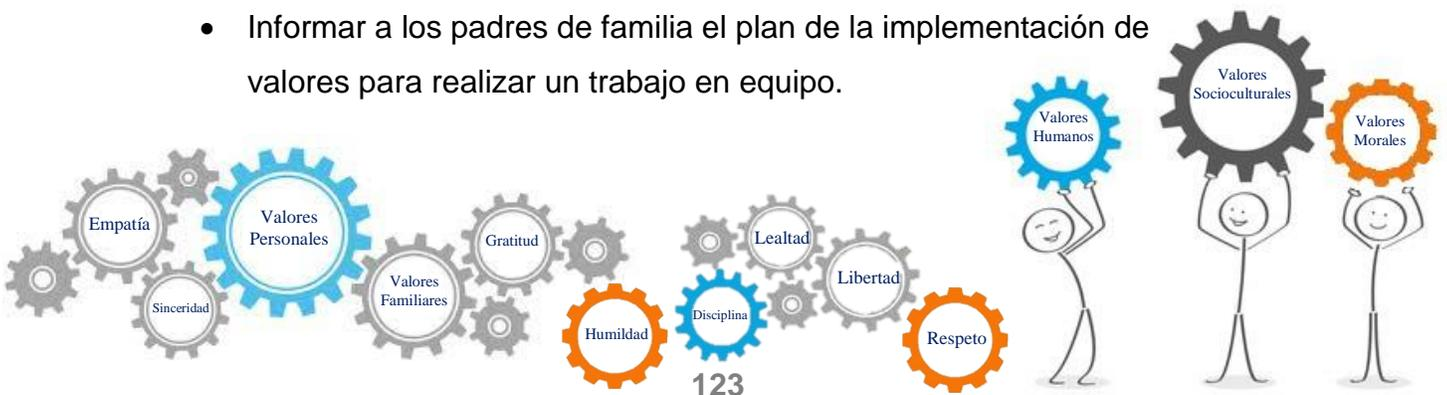 • Informar a los padres de familia el plan de la implementación de
valores para realizar un trabajo en equipo.
Valores
Socioculturales
Valores
Humanos
Valores
Morales
Empatía
Valores
Personales
Gratitud
Lealtad
Sinceridad
Valores
Familiares
Libertad
Humildad
Disciplina
Respeto
123